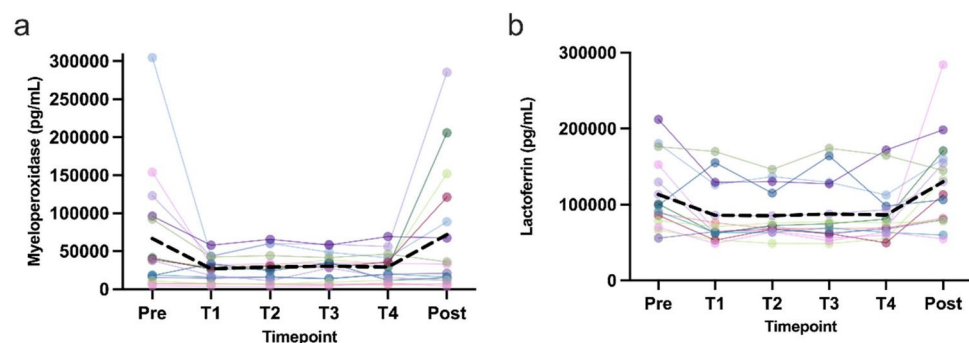 a
Myeloperoxidase (pg/mL)
300000
250000
200000
150000
100000
50000
0
Pre T1 T2 T3 T4 Post
Timepoint
b
Lactoferrin (pg/mL)
300000
200000
100000
0
Pre T1 T2 T3 T4 Post
Timepoint